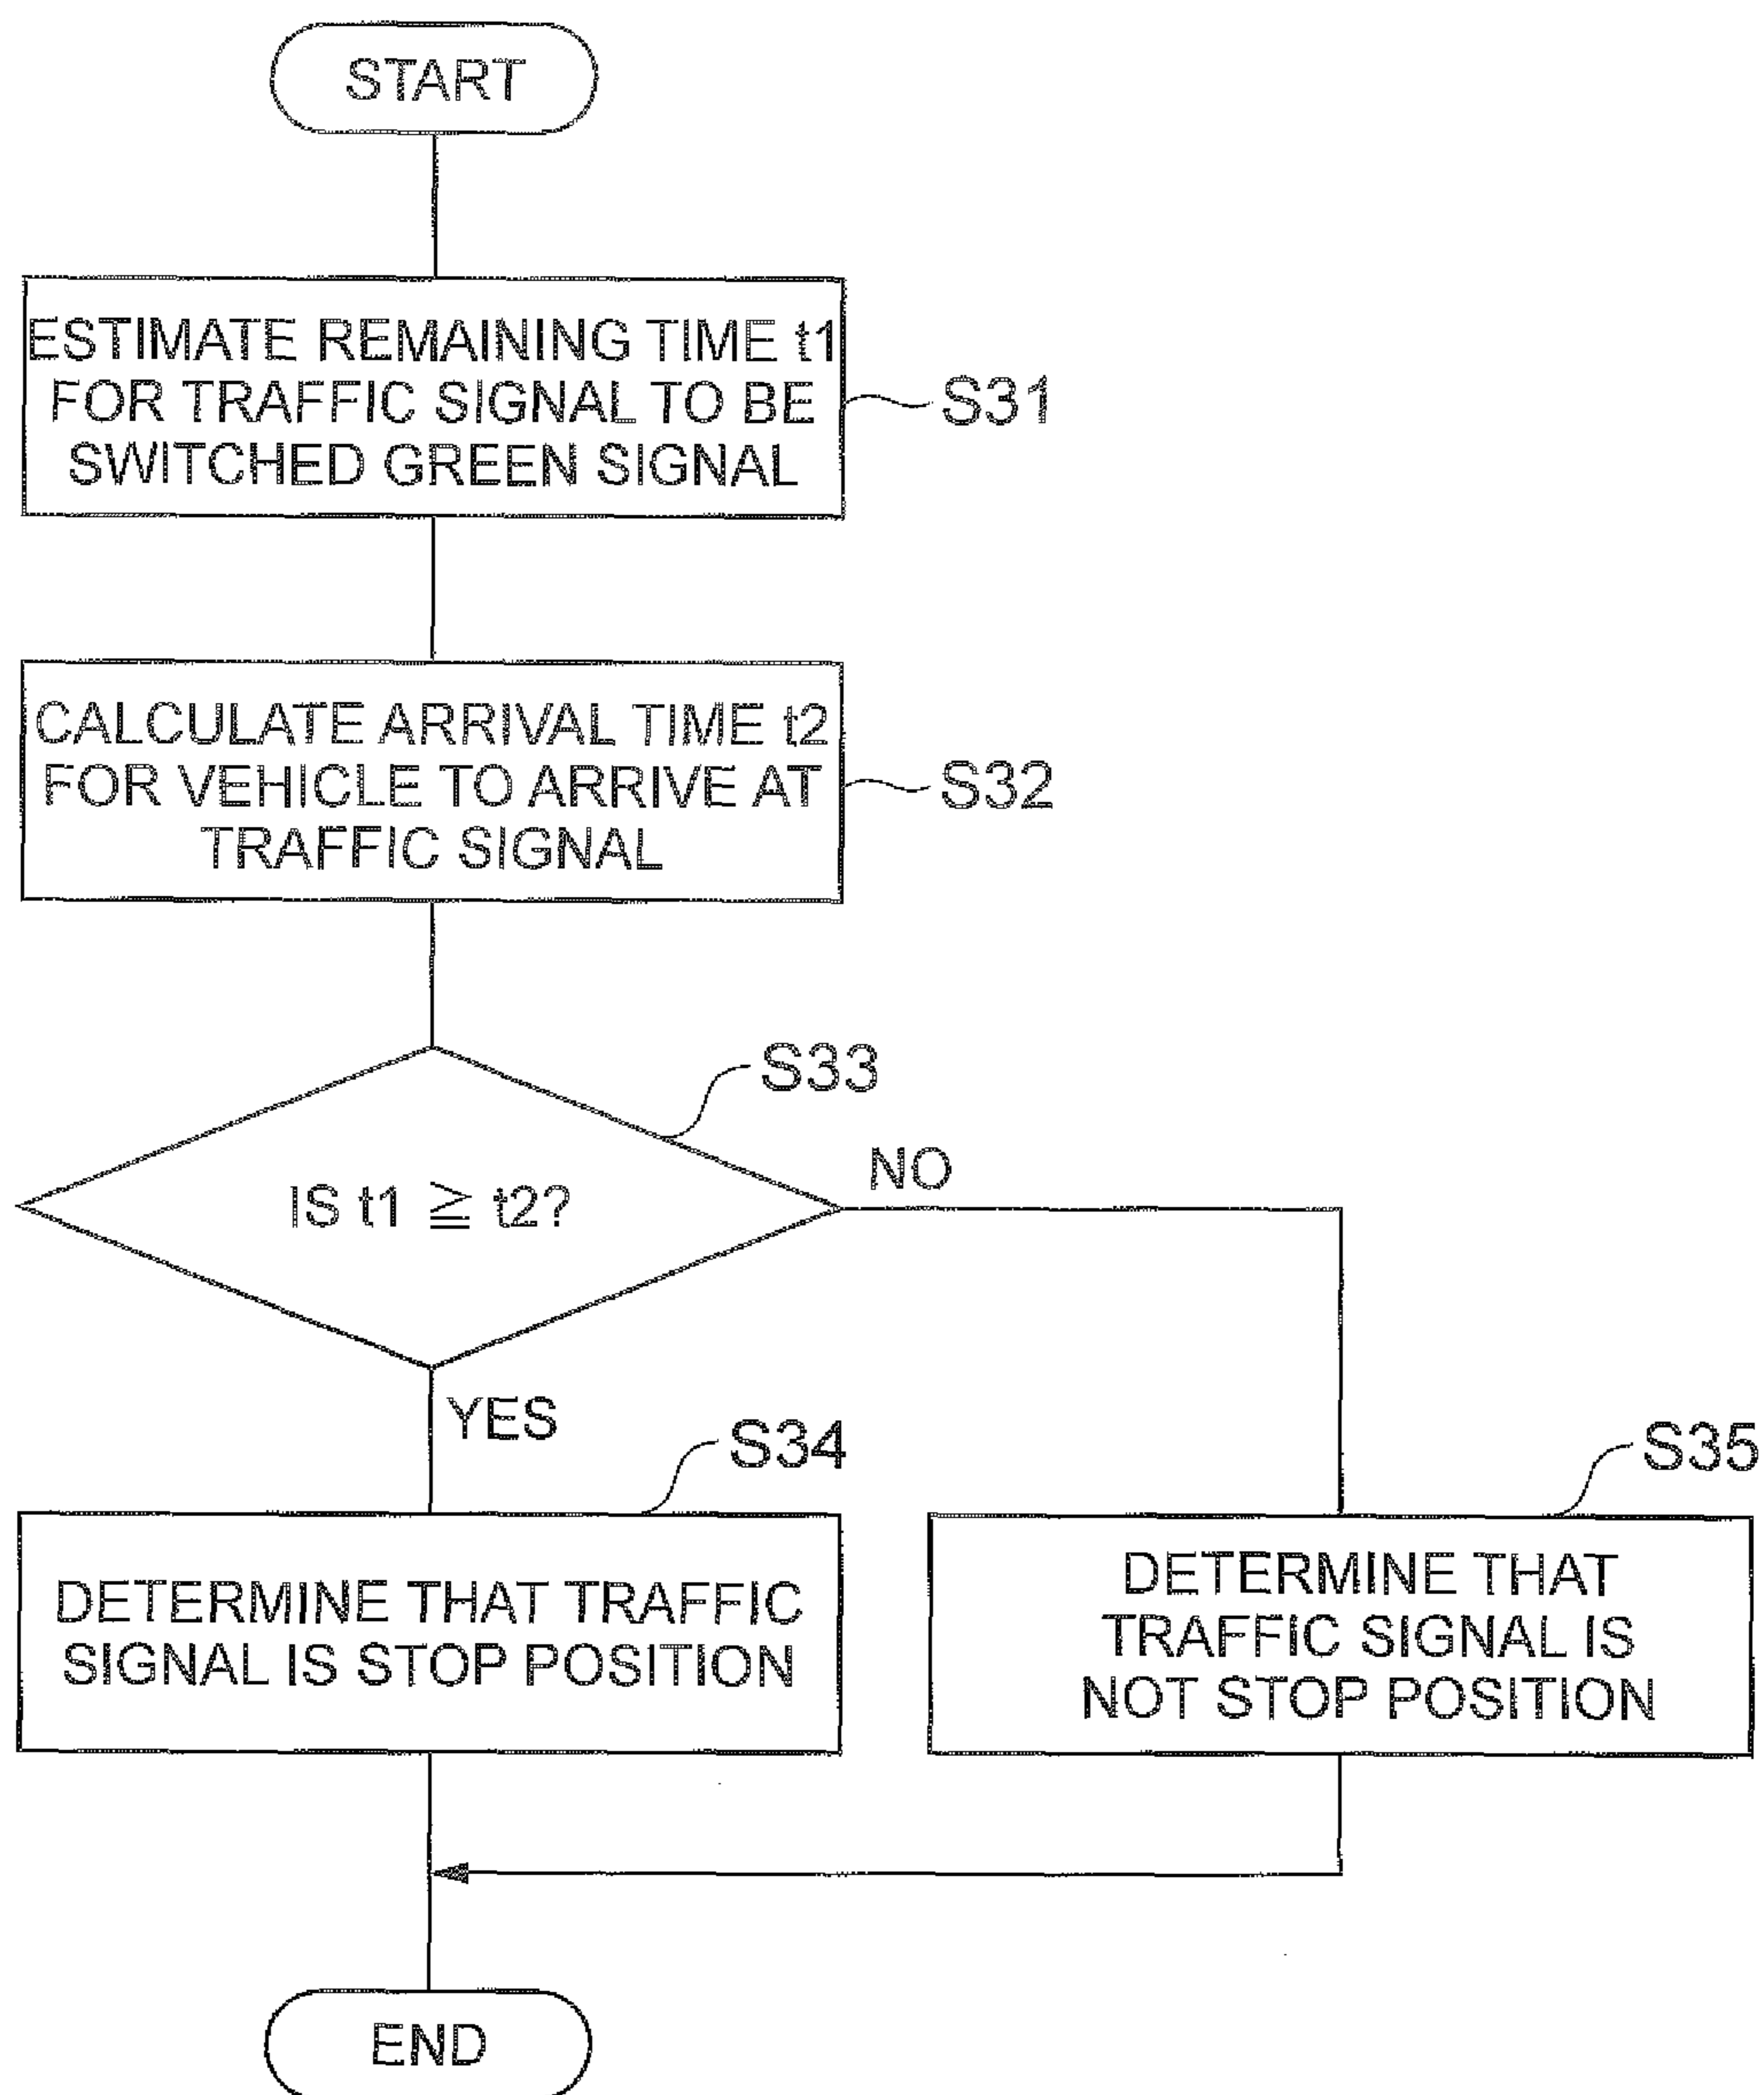 START
ESTIMATE REMAINING TIME t1
FOR TRAFFIC SIGNAL TO BE
SWITCHED GREEN SIGNAL
S31
CALCULATE ARRIVAL TIME t2
FOR VEHICLE TO ARRIVE AT
TRAFFIC SIGNAL
S32
S33
IS t1 ≧ t2?
NO
YES
S34
DETERMINE THAT TRAFFIC
SIGNAL IS STOP POSITION
S35
DETERMINE THAT
TRAFFIC SIGNAL IS
NOT STOP POSITION
END